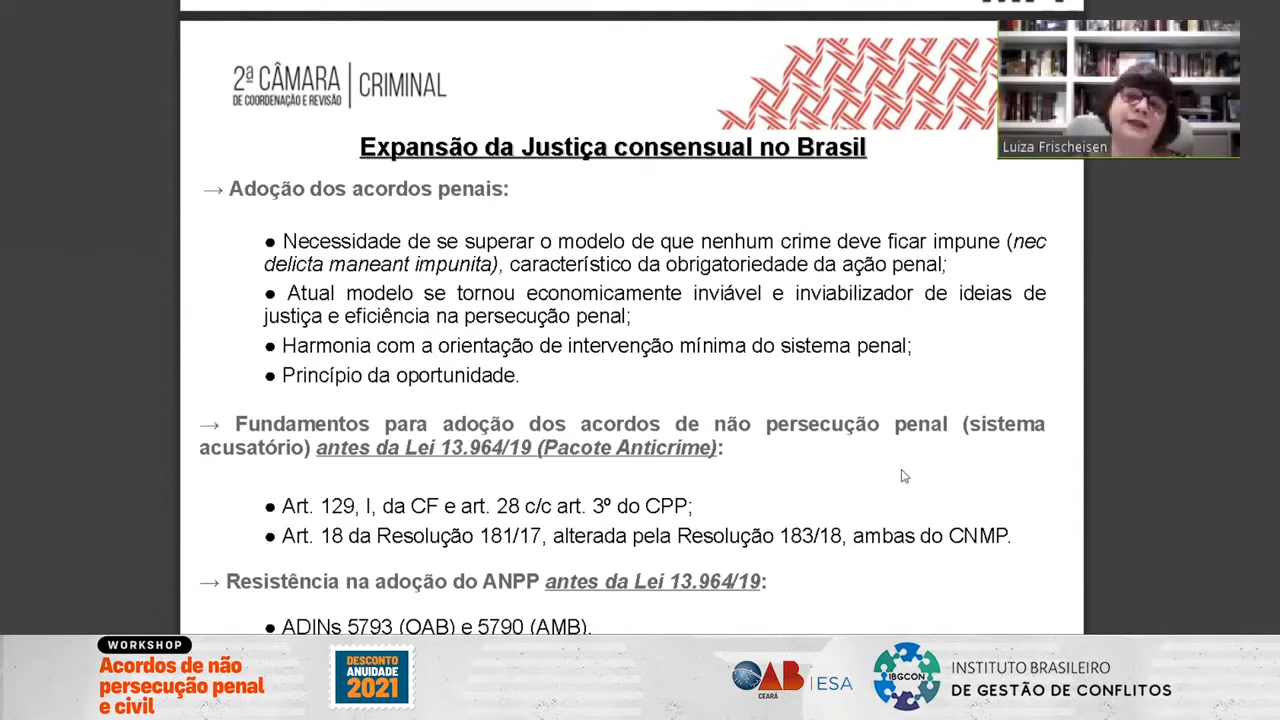 2ª CÂMARA
DE COORDENAÇÃO E REVISÃO
CRIMINAL
Luiza Frischeisen
Expansão da Justiça consensual no Brasil
→ Adoção dos acordos penais:
● Necessidade de se superar o modelo de que nenhum crime deve ficar impune (nec
delicta maneant impunita), característico da obrigatoriedade da ação penal;
● Atual modelo se tornou economicamente inviável e inviabilizador de ideias de
justiça e eficiência na persecução penal;
● Harmonia com a orientação de intervenção mínima do sistema penal;
● Princípio da oportunidade.
→ Fundamentos para adoção dos acordos de não persecução penal (sistema
acusatório) antes da Lei 13.964/19 (Pacote Anticrime):
● Art. 129, I, da CF e art. 28 c/c art. 3º do CPP;
● Art. 18 da Resolução 181/17, alterada pela Resolução 183/18, ambas do CNMP.
→ Resistência na adoção do ANPP antes da Lei 13.964/19:
● ADINs 5793 (OAB) e 5790 (AMB).
WORKSHOP
Acordos de não
persecução penal
e civil
DESCONTO
ANUIDADE
2021
OAB
CEARÁ
ESA
IBGCON
INSTITUTO BRASILEIRO
DE GESTÃO DE CONFLITOS